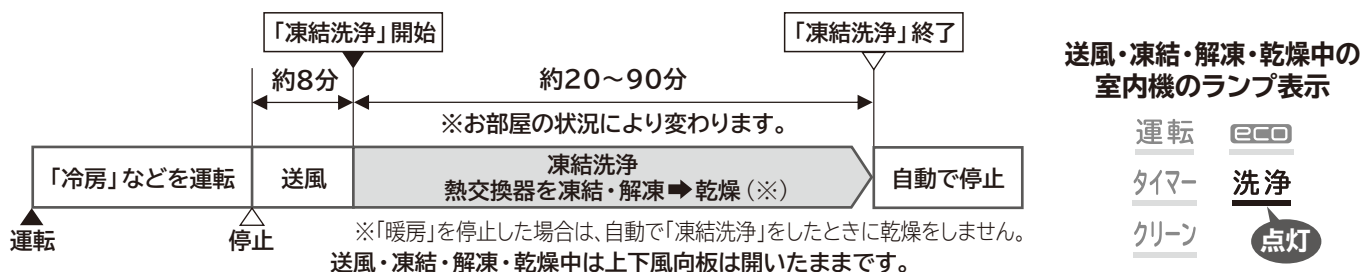 「凍結洗浄」開始
「凍結洗浄」終了
約8分
約20～90分
※お部屋の状況により変わります。
「冷房」などを運転
送風
凍結洗浄
熱交換器を凍結・解凍➡乾燥(※)
自動で停止
運転
停止
※「暖房」を停止した場合は、自動で「凍結洗浄」をしたときに乾燥をしません。
送風・凍結・解凍・乾燥中は上下風向板は開いたままです。
送風・凍結・解凍・乾燥中の
室内機のランプ表示
運転 eco
タイマー 洗浄
クリーン 点灯